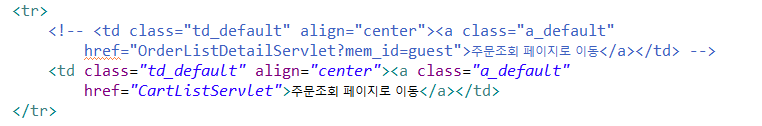 <tr>
<!-- <td class="td_default" align="center"><a class="a_default"
href="OrderListDetailServlet?mem_id=guest">주문조회 페이지로 이동</a></td> -->
<td class="td_default" align="center"><a class="a_default"
href="CartListServlet">주문조회 페이지로 이동</a></td>
</tr>